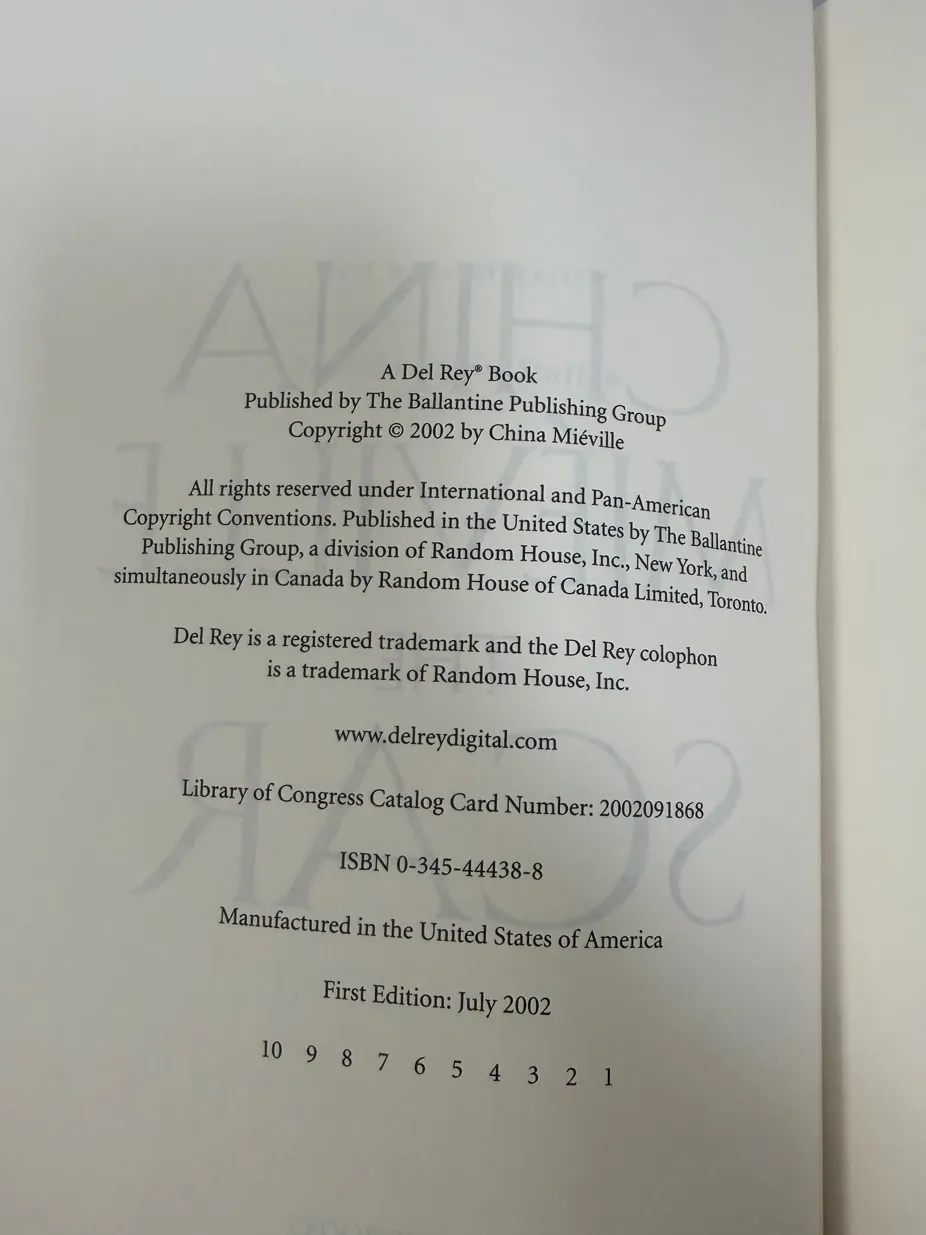 A Del Rey® Book
Published by The Ballantine Publishing Group
Copyright © 2002 by China Miéville
All rights reserved under International and Pan-American
Copyright Conventions. Published in the United States by The Ballantine
Publishing Group, a division of Random House, Inc., New York, and
simultaneously in Canada by Random House of Canada Limited, Toronto.
Del Rey is a registered trademark and the Del Rey colophon
is a trademark of Random House, Inc.
www.delreydigital.com
Library of Congress Catalog Card Number: 2002091868
ISBN 0-345-44438-8
Manufactured in the United States of America
First Edition: July 2002
10 9 8 7 6 5 4 3 2 1
CHINA
MIÉVILLE
THE
SCAR